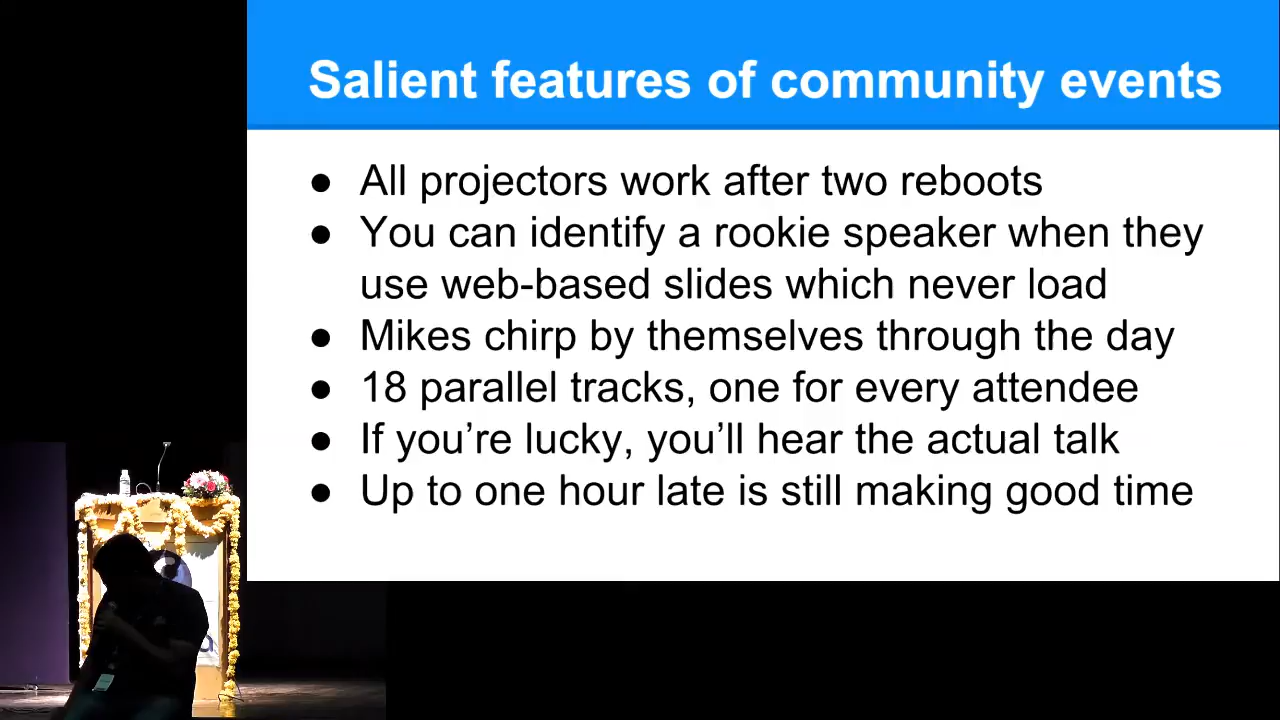 Salient features of community events
● All projectors work after two reboots
● You can identify a rookie speaker when they
use web-based slides which never load
● Mikes chirp by themselves through the day
● 18 parallel tracks, one for every attendee
● If you're lucky, you'll hear the actual talk
● Up to one hour late is still making good time